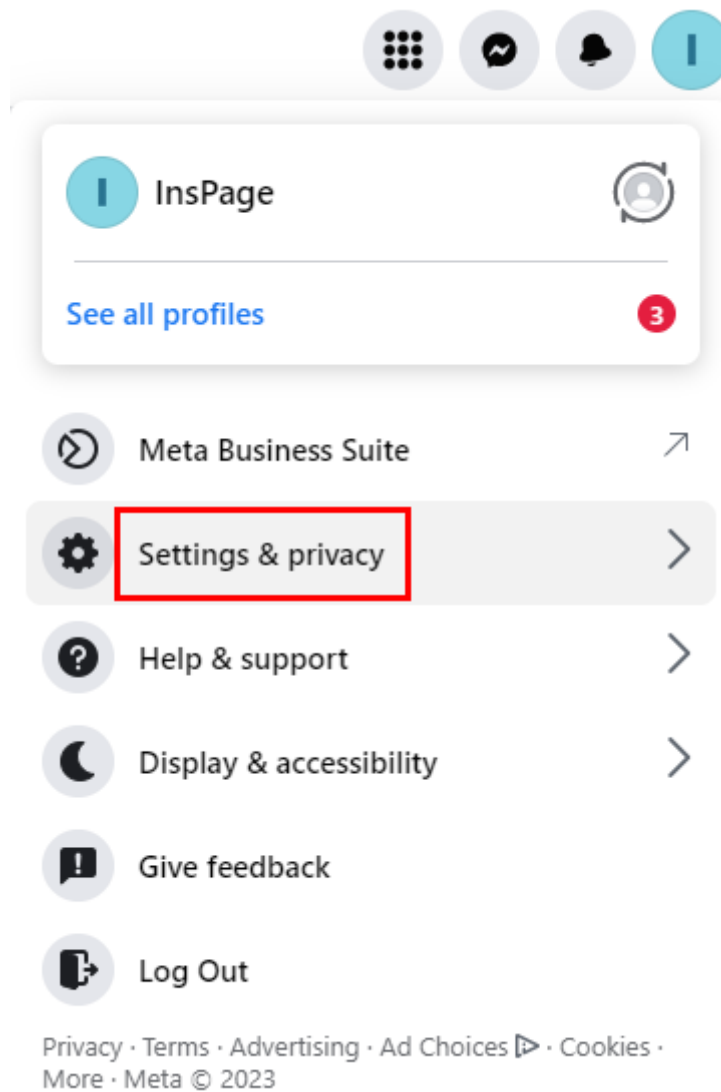 I
I InsPage
See all profiles 3
Meta Business Suite
Settings & privacy
Help & support
Display & accessibility
Give feedback
Log Out
Privacy · Terms · Advertising · Ad Choices · Cookies ·
More · Meta © 2023